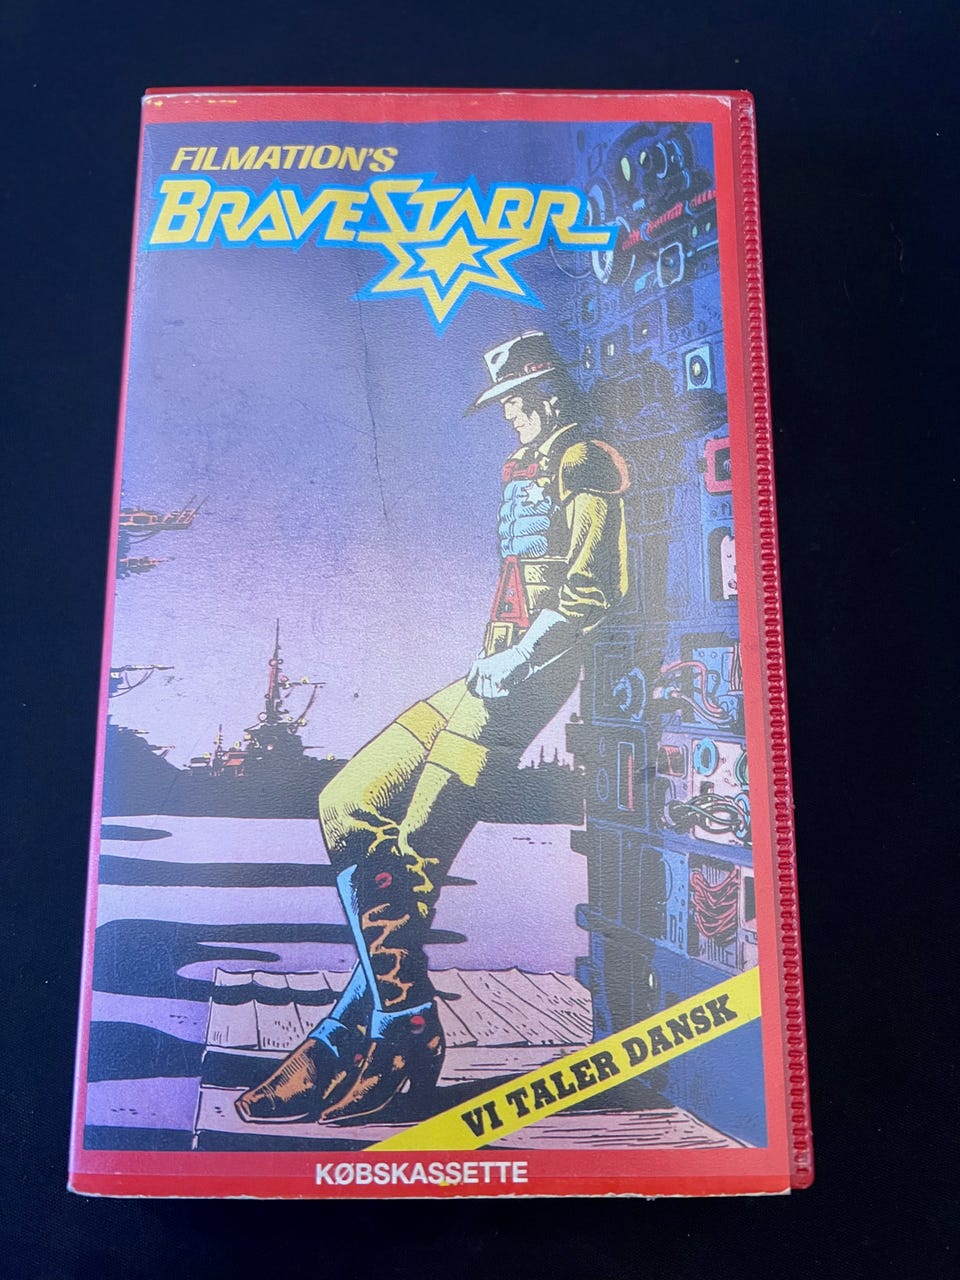 FILMATION'S
BRAVESTARR
VI TALER DANSK
KØBSKASSETTE